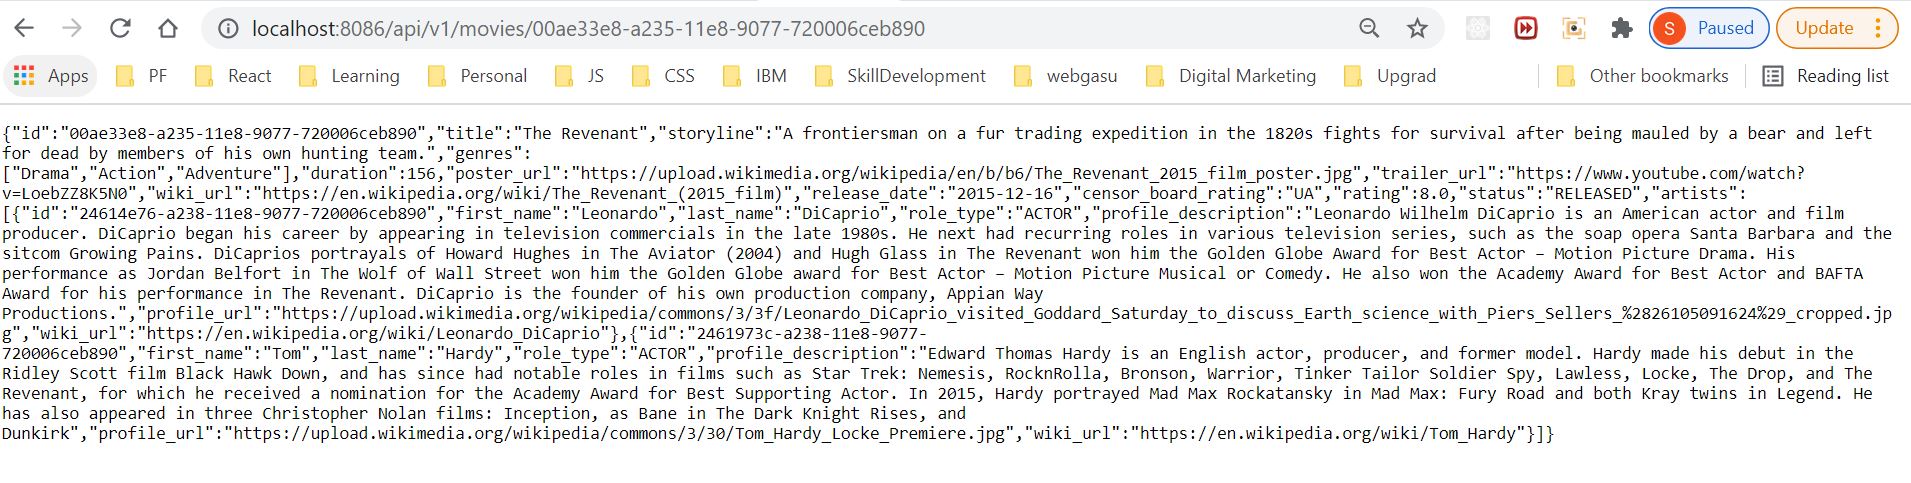 localhost:8086/api/v1/movies/00ae33e8-a235-11e8-9077-720006ceb890 S Paused Update
Apps PF React Learning Personal JS CSS IBM SkillDevelopment webgasu Digital Marketing Upgrad Other bookmarks Reading list
{"id":"00ae33e8-a235-11e8-9077-720006ceb890","title":"The Revenant","storyline":"A frontiersman on a fur trading expedition in the 1820s fights for survival after being mauled by a bear and left
for dead by members of his own hunting team.","genres":
["Drama","Action","Adventure"],"duration":156,"poster_url":"https://upload.wikimedia.org/wikipedia/en/b/b6/The_Revenant_2015_film_poster.jpg","trailer_url":"https://www.youtube.com/watch?
v=LoebZZ8K5N0","wiki_url":"https://en.wikipedia.org/wiki/The_Revenant_(2015_film)","release_date":"2015-12-16","censor_board_rating":"UA","rating":8.0,"status":"RELEASED","artists":
[{"id":"24614e76-a238-11e8-9077-720006ceb890","first_name":"Leonardo","last_name":"DiCaprio","role_type":"ACTOR","profile_description":"Leonardo Wilhelm DiCaprio is an American actor and film
producer. DiCaprio began his career by appearing in television commercials in the late 1980s. He next had recurring roles in various television series, such as the soap opera Santa Barbara and the
sitcom Growing Pains. DiCaprios portrayals of Howard Hughes in The Aviator (2004) and Hugh Glass in The Revenant won him the Golden Globe Award for Best Actor – Motion Picture Drama. His
performance as Jordan Belfort in The Wolf of Wall Street won him the Golden Globe award for Best Actor – Motion Picture Musical or Comedy. He also won the Academy Award for Best Actor and BAFTA
Award for his performance in The Revenant. DiCaprio is the founder of his own production company, Appian Way
Productions.","profile_url":"https://upload.wikimedia.org/wikipedia/commons/3/3f/Leonardo_DiCaprio_visited_Goddard_Saturday_to_discuss_Earth_science_with_Piers_Sellers_%2826105091624%29_cropped.jp
g","wiki_url":"https://en.wikipedia.org/wiki/Leonardo_DiCaprio"},{"id":"2461973c-a238-11e8-9077-
720006ceb890","first_name":"Tom","last_name":"Hardy","role_type":"ACTOR","profile_description":"Edward Thomas Hardy is an English actor, producer, and former model. Hardy made his debut in the
Ridley Scott film Black Hawk Down, and has since had notable roles in films such as Star Trek: Nemesis, RocknRolla, Bronson, Warrior, Tinker Tailor Soldier Spy, Lawless, Locke, The Drop, and The
Revenant, for which he received a nomination for the Academy Award for Best Supporting Actor. In 2015, Hardy portrayed Mad Max Rockatansky in Mad Max: Fury Road and both Kray twins in Legend. He
has also appeared in three Christopher Nolan films: Inception, as Bane in The Dark Knight Rises, and
Dunkirk","profile_url":"https://upload.wikimedia.org/wikipedia/commons/3/30/Tom_Hardy_Locke_Premiere.jpg","wiki_url":"https://en.wikipedia.org/wiki/Tom_Hardy"}]}